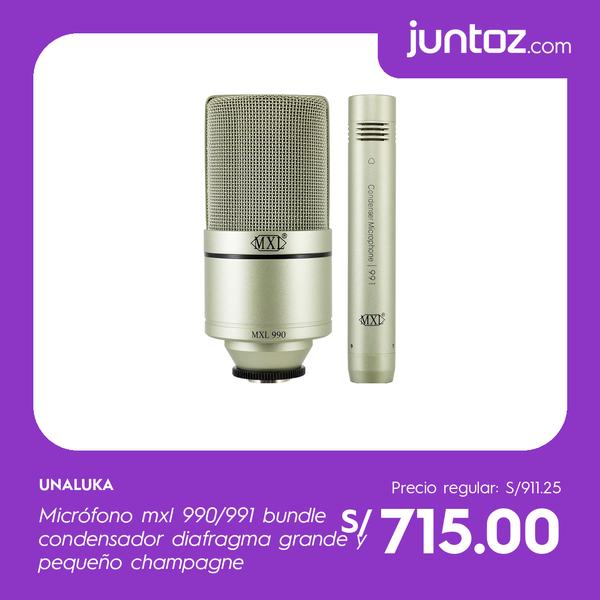 juntoz.com
MXL®
MXL 990
Condenser Microphone | 991
MXL®
UNALUKA
Micrófono mxl 990/991 bundle
condensador diafragma grande y
pequeño champagne
Precio regular: S/911.25
S/ 715.00